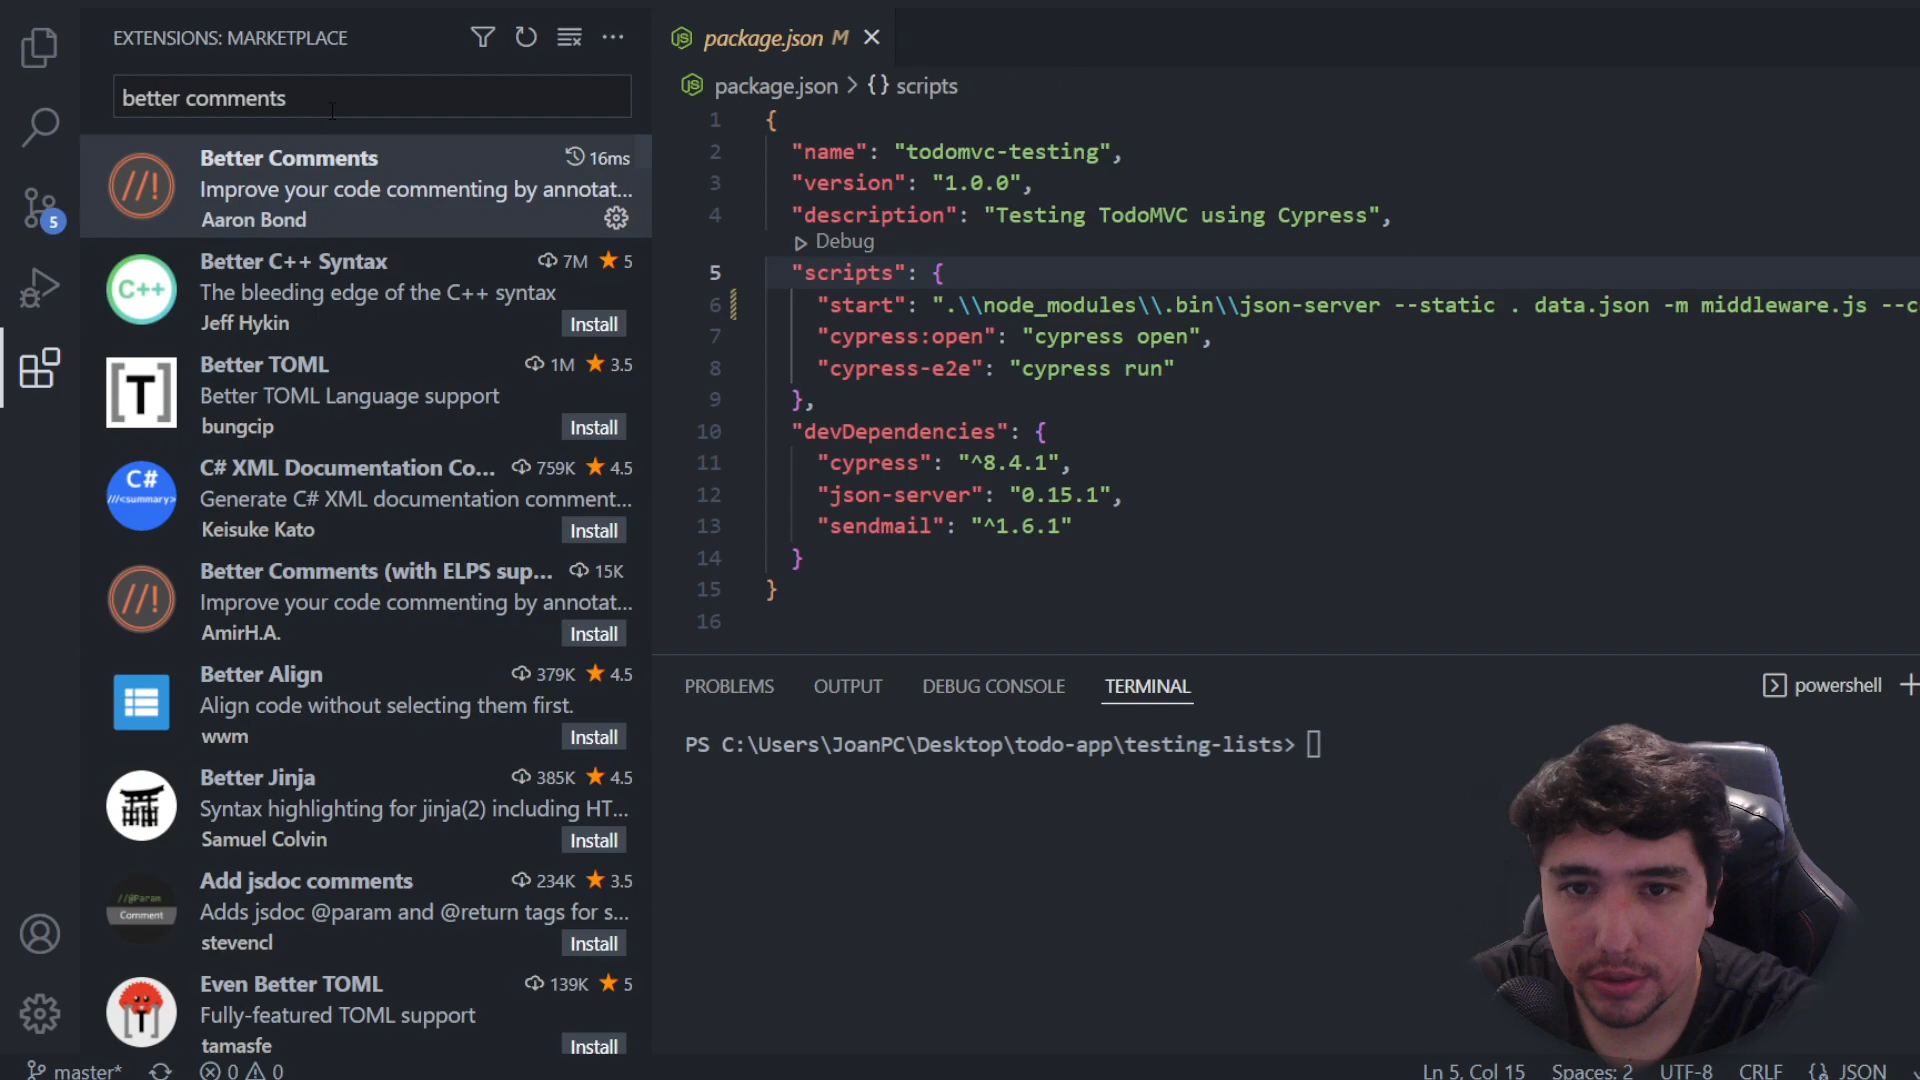 EXTENSIONS: MARKETPLACE
better comments
Better Comments 16ms
Improve your code commenting by annotat...
Aaron Bond
Better C++ Syntax 7M 5
The bleeding edge of the C++ syntax
Jeff Hykin Install
Better TOML 1M 3.5
Better TOML Language support
bungcip Install
C# XML Documentation Co... 759K 4.5
Generate C# XML documentation comment...
Keisuke Kato Install
Better Comments (with ELPS sup... 15K
Improve your code commenting by annotat...
AmirH.A. Install
Better Align 379K 4.5
Align code without selecting them first.
wwm Install
Better Jinja 385K 4.5
Syntax highlighting for jinja(2) including HT...
Samuel Colvin Install
Add jsdoc comments 234K 3.5
Adds jsdoc @param and @return tags for s...
stevencl Install
Even Better TOML 139K 5
Fully-featured TOML support
tamasfe Install
5
//!
C++
[T]
C#
///<summary>
//!
//@Param
Comment
T
package.json M
package.json > {} scripts
1 {
2 "name": "todomvc-testing",
3 "version": "1.0.0",
4 "description": "Testing TodoMVC using Cypress",
Debug
5 "scripts": {
6 "start": ".\\node_modules\\.bin\\json-server --static . data.json -m middleware.js --c
7 "cypress:open": "cypress open",
8 "cypress-e2e": "cypress run"
9 },
10 "devDependencies": {
11 "cypress": "^8.4.1",
12 "json-server": "0.15.1",
13 "sendmail": "^1.6.1"
14 }
15 }
16
PROBLEMS OUTPUT DEBUG CONSOLE TERMINAL powershell
PS C:\Users\JoanPC\Desktop\todo-app\testing-lists>
master* 0 0 Ln 5, Col 15 Spaces: 2 UTF-8 CRLF {} JSON